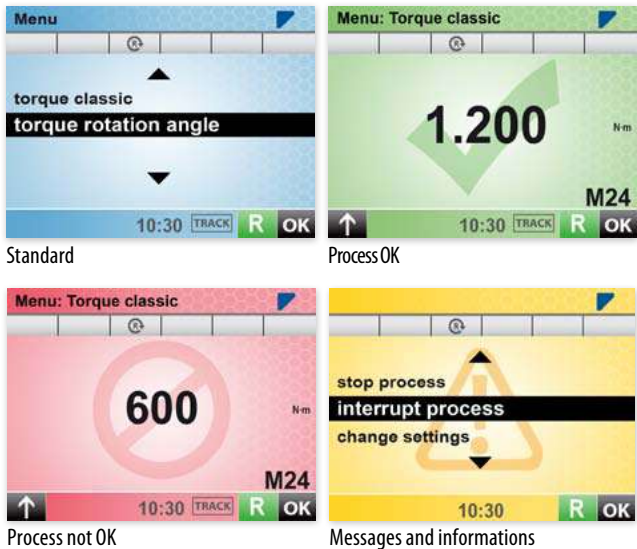 Menu
R
torque classic
torque rotation angle
10:30 TRACK R OK
Standard
Menu: Torque classic
R
1.200 N·m
M24
10:30 TRACK R OK
Process OK
Menu: Torque classic
R
600 N·m
M24
10:30 TRACK R OK
Process not OK
R
stop process
interrupt process
change settings
10:30 R OK
Messages and informations